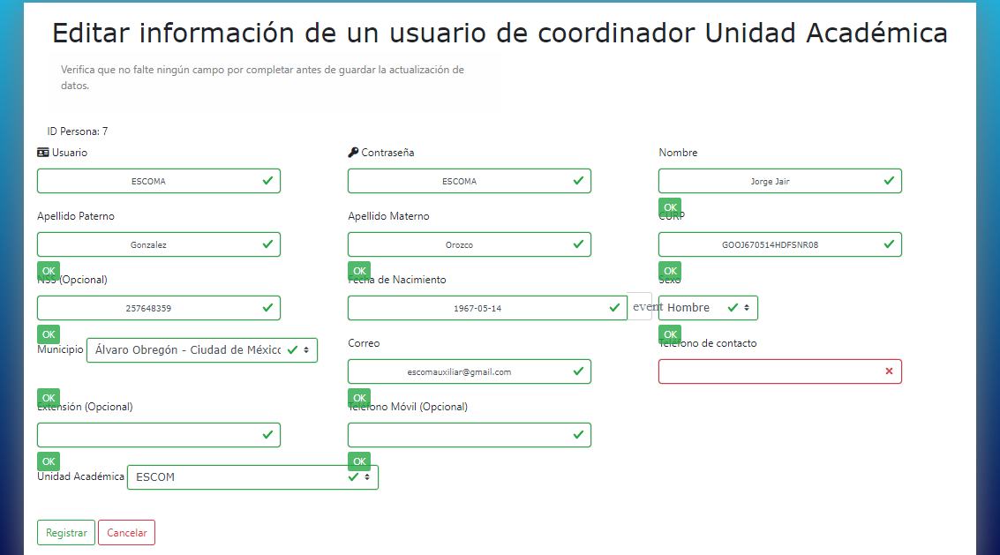 Editar información de un usuario de coordinador Unidad Académica
Verifica que no falte ningún campo por completar antes de guardar la actualización de
datos.
ID Persona: 7
Usuario
Contraseña
Nombre
ESCOMA
ESCOMA
Jorge Jair
OK
Apellido Paterno
Apellido Materno
CURP
Gonzalez
Orozco
GOOJ670514HDFSNR08
OK
OK
OK
NSS (Opcional)
Fecha de Nacimiento
Sexo
257648359
1967-05-14
event
Hombre
OK
OK
Municipio
Álvaro Obregón - Ciudad de Méxic
Correo
Teléfono de contacto
escomauxiliar@gmail.com
OK
OK
Extensión (Opcional)
Teléfono Móvil (Opcional)
OK
OK
Unidad Académica
ESCOM
Registrar
Cancelar